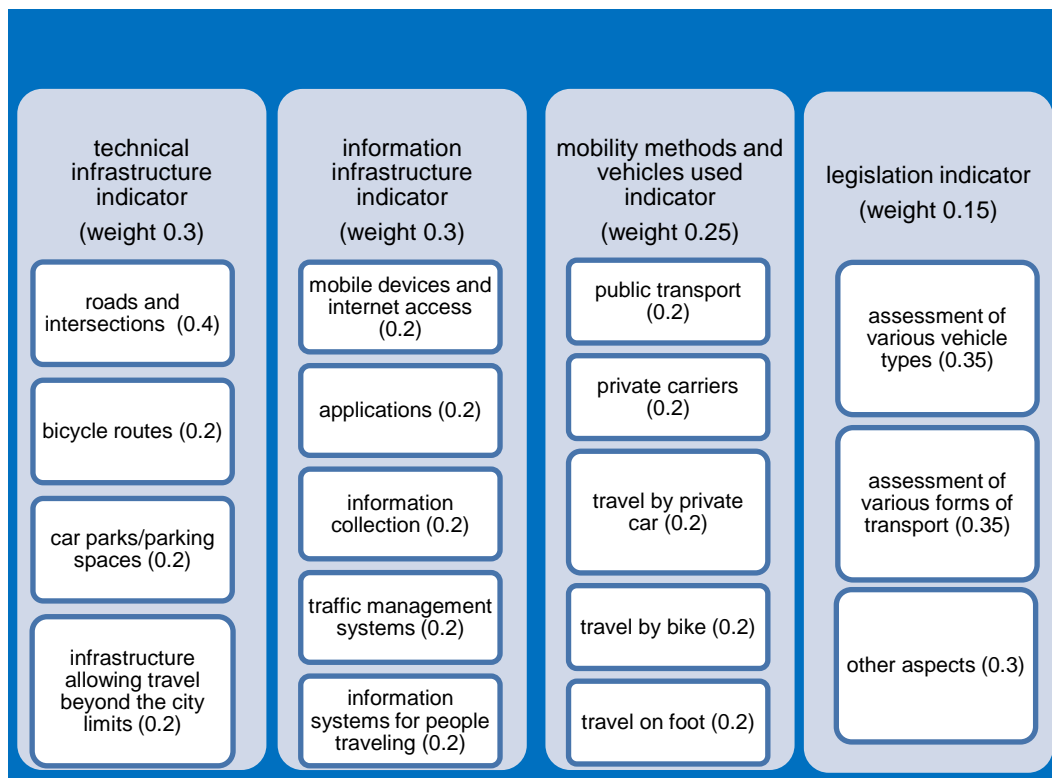 technical
infrastructure
indicator
(weight 0.3)
roads and
intersections (0.4)
bicycle routes (0.2)
car parks/parking
spaces (0.2)
infrastructure
allowing travel
beyond the city
limits (0.2)
information
infrastructure
indicator
(weight 0.3)
mobile devices and
internet access
(0.2)
applications (0.2)
information
collection (0.2)
traffic management
systems (0.2)
information
systems for people
traveling (0.2)
mobility methods and
vehicles used
indicator
(weight 0.25)
public transport
(0.2)
private carriers
(0.2)
travel by private
car (0.2)
travel by bike (0.2)
travel on foot (0.2)
legislation indicator
(weight 0.15)
assessment of
various vehicle
types (0.35)
assessment of
various forms of
transport (0.35)
other aspects (0.3)